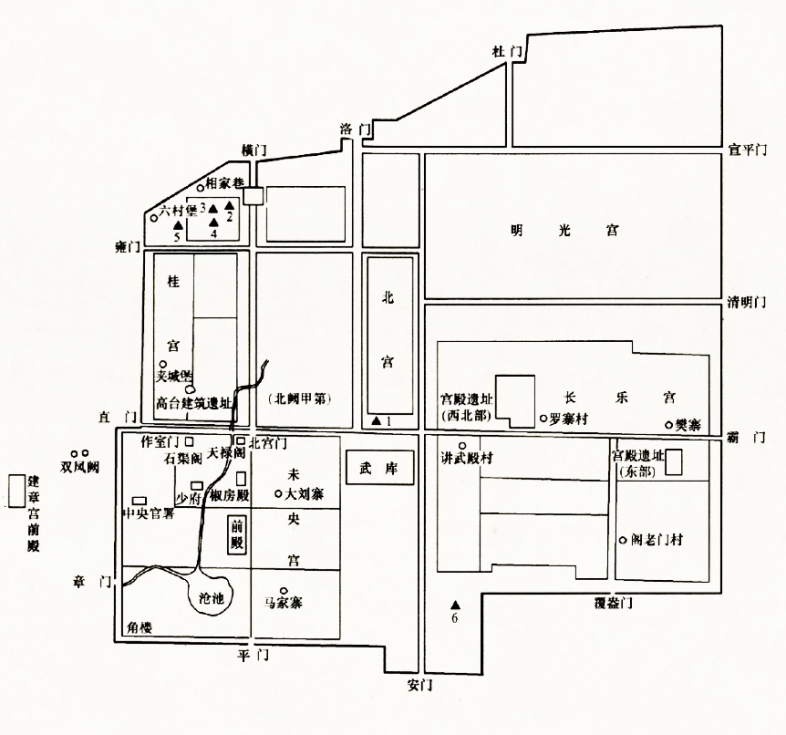 杜门
洛门
横门
宣平门
相家巷
六村堡
3
2
4
5
雍门
明光宫
桂宫
北宫
清明门
夹城堡
高台建筑遗址
(北阙甲第)
宫殿遗址
(西北部)
长乐宫
罗寨村
樊寨
1
直门
霸门
作室门
北宫门
天禄阁
石渠阁
武库
讲武殿村
宫殿遗址
(东部)
双凤阙
建章宫前殿
少府
椒房殿
未央宫
大刘寨
中央官署
前殿
阁老门村
章门
沧池
马家寨
覆盎门
6
角楼
平门
安门